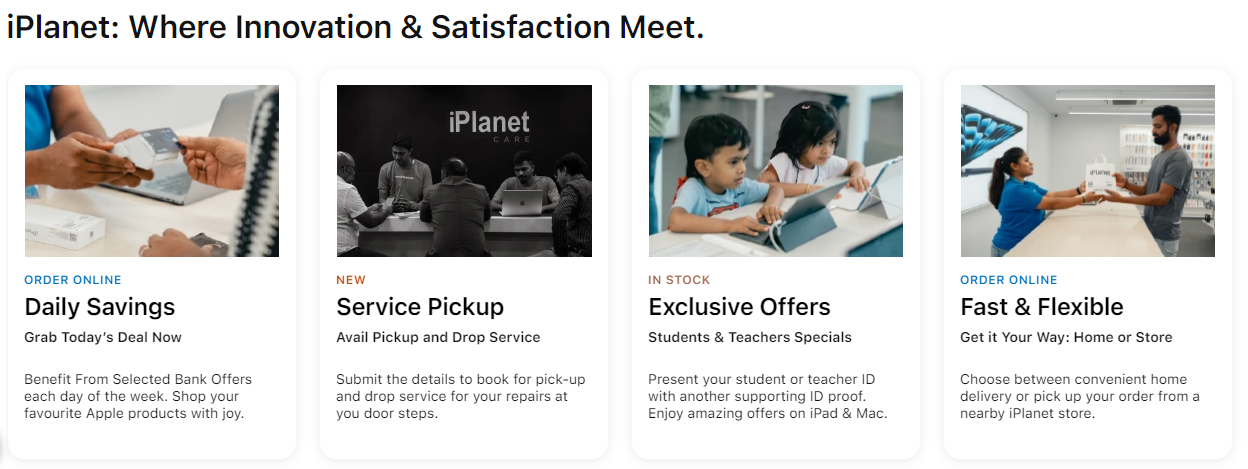 iPlanet: Where Innovation & Satisfaction Meet.
iPlanet
CARE
iPlanet
ORDER ONLINE
Daily Savings
Grab Today’s Deal Now
Benefit From Selected Bank Offers
each day of the week. Shop your
favourite Apple products with joy.
NEW
Service Pickup
Avail Pickup and Drop Service
Submit the details to book for pick-up
and drop service for your repairs at
you door steps.
IN STOCK
Exclusive Offers
Students & Teachers Specials
Present your student or teacher ID
with another supporting ID proof.
Enjoy amazing offers on iPad & Mac.
ORDER ONLINE
Fast & Flexible
Get it Your Way: Home or Store
Choose between convenient home
delivery or pick up your order from a
nearby iPlanet store.